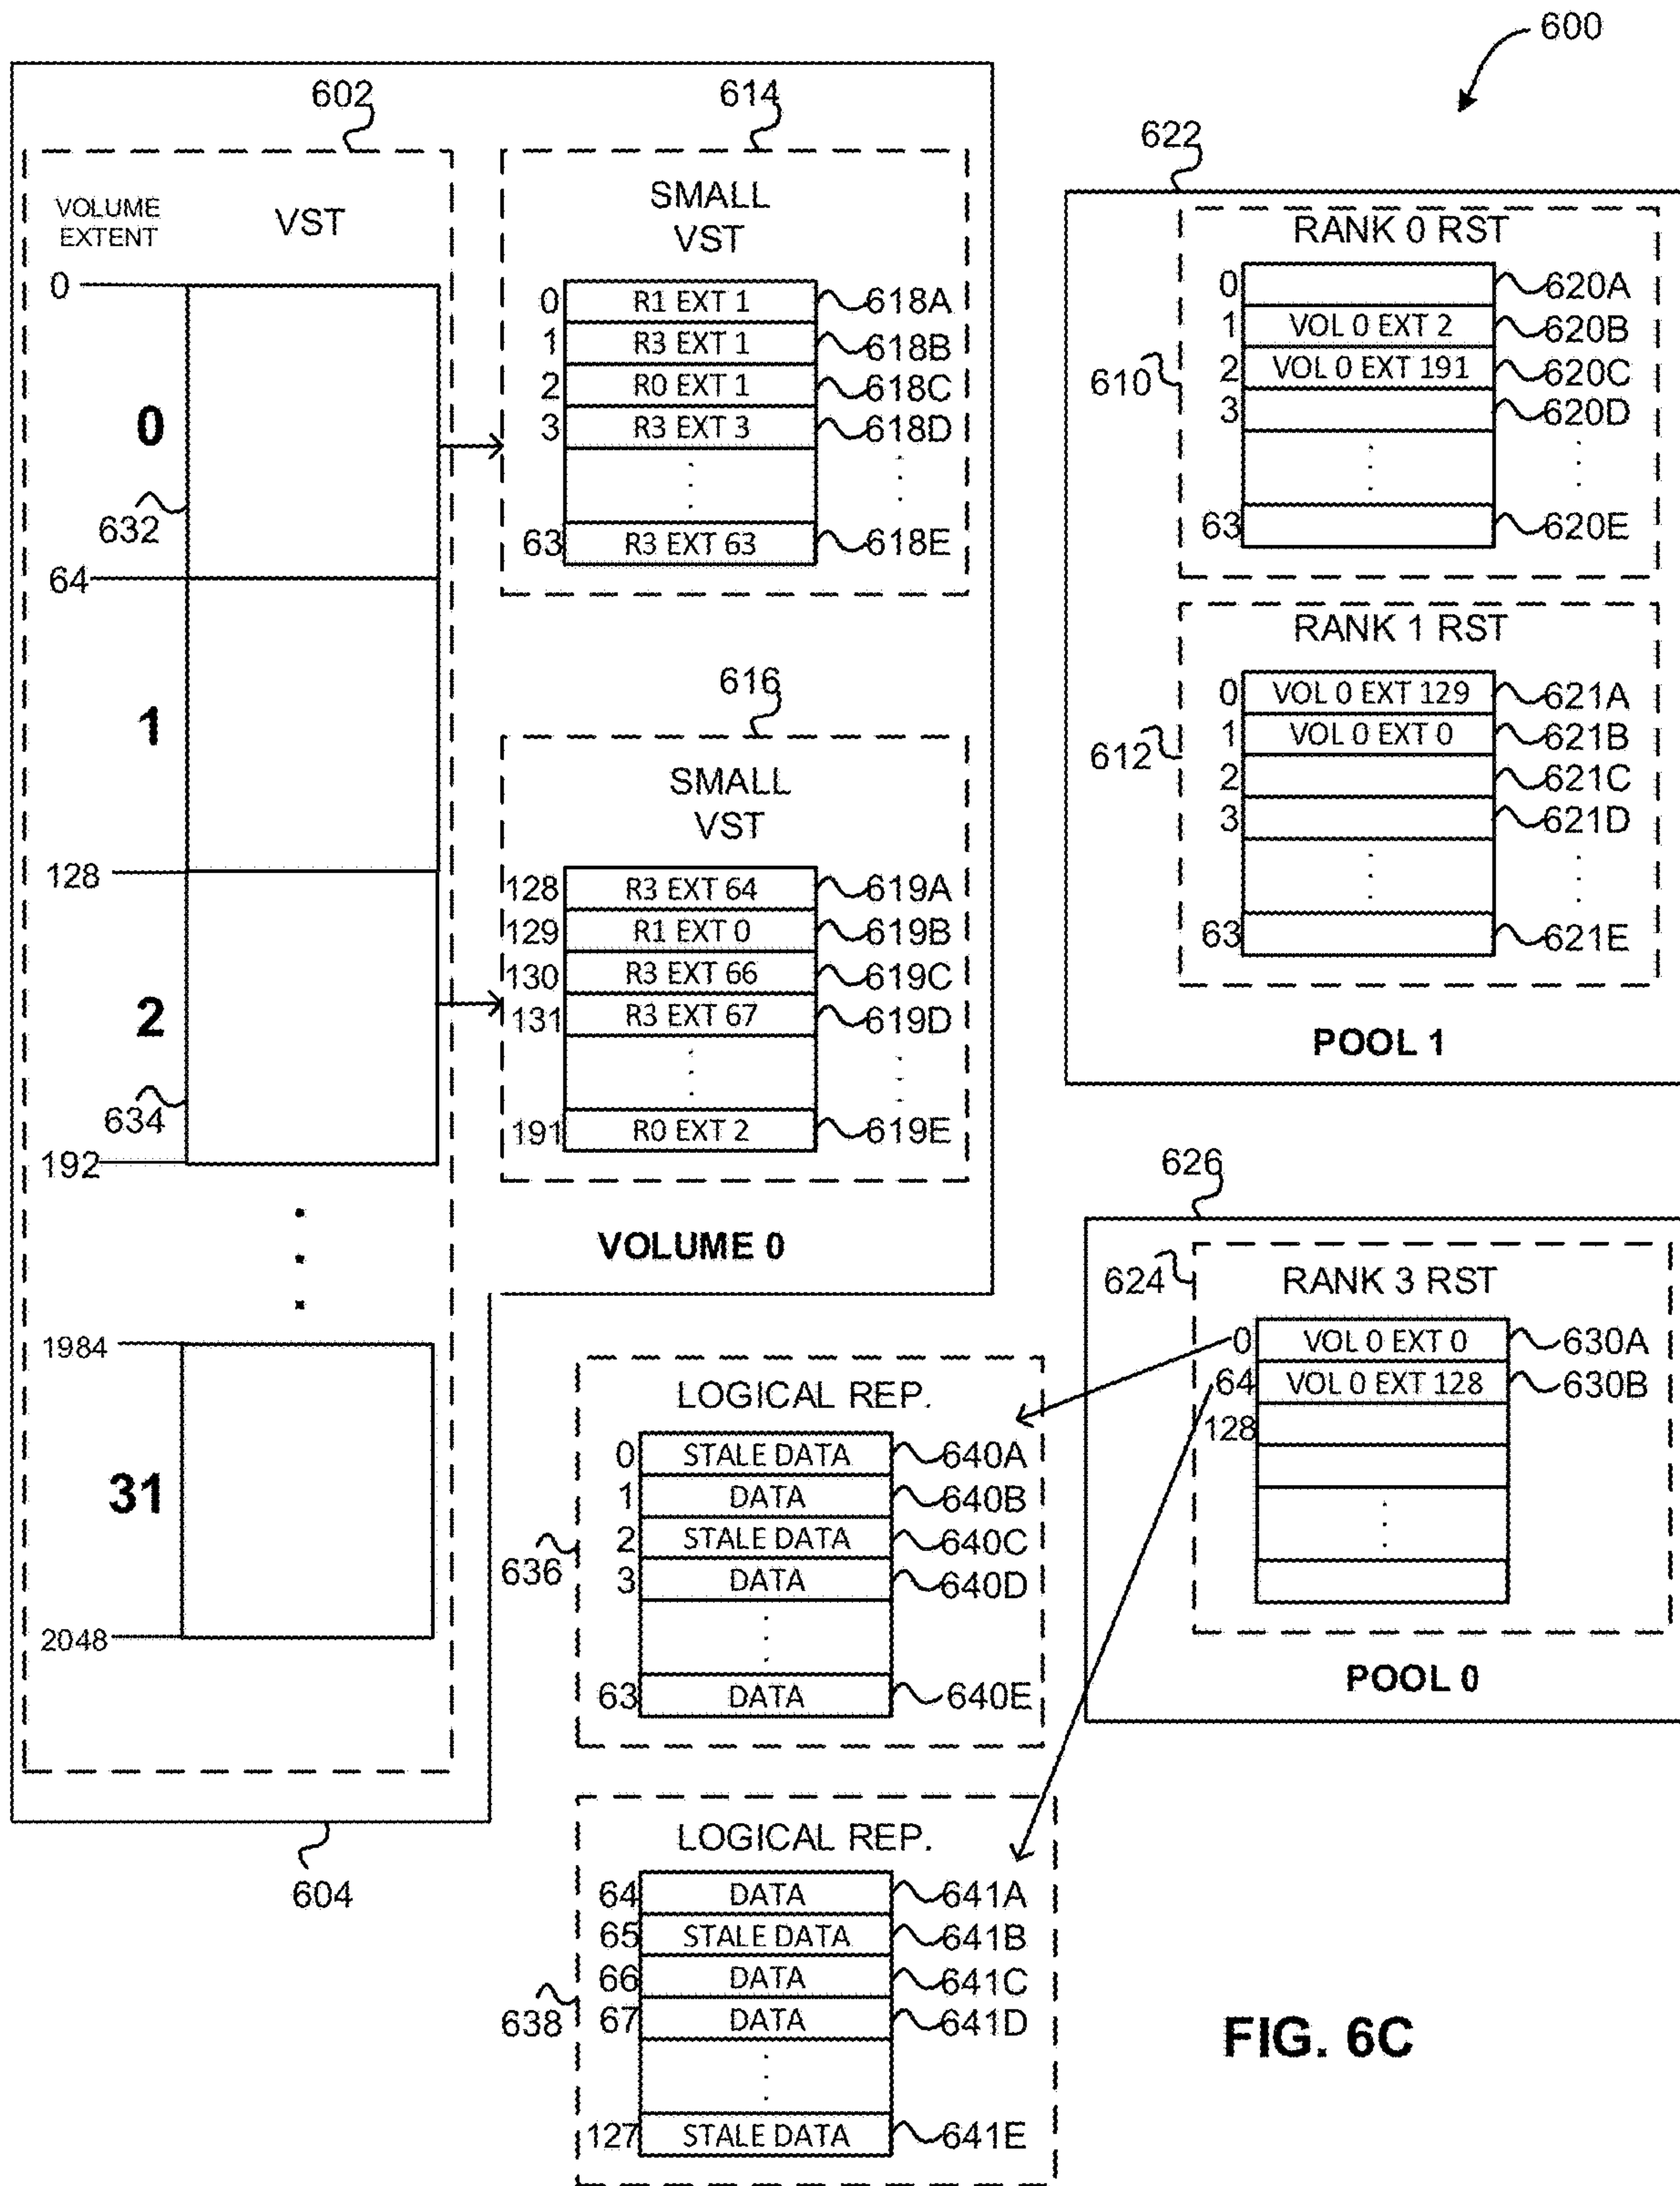 600
602
614
622
VOLUME
EXTENT
VST
SMALL
VST
0
0
632
64
1
128
2
634
192
1984
31
2048
604
0 R1 EXT 1 618A
1 R3 EXT 1 618B
2 R0 EXT 1 618C
3 R3 EXT 3 618D
63 R3 EXT 63 618E
616
SMALL
VST
128 R3 EXT 64 619A
129 R1 EXT 0 619B
130 R3 EXT 66 619C
131 R3 EXT 67 619D
191 R0 EXT 2 619E
VOLUME 0
RANK 0 RST
610
0 620A
1 VOL 0 EXT 2 620B
2 VOL 0 EXT 191 620C
3 620D
63 620E
RANK 1 RST
612
0 VOL 0 EXT 129 621A
1 VOL 0 EXT 0 621B
2 621C
3 621D
63 621E
POOL 1
626
624
RANK 3 RST
0 VOL 0 EXT 0 630A
64 VOL 0 EXT 128 630B
128
POOL 0
LOGICAL REP.
636
0 STALE DATA 640A
1 DATA 640B
2 STALE DATA 640C
3 DATA 640D
63 DATA 640E
LOGICAL REP.
638
64 DATA 641A
65 STALE DATA 641B
66 DATA 641C
67 DATA 641D
127 STALE DATA 641E
FIG. 6C